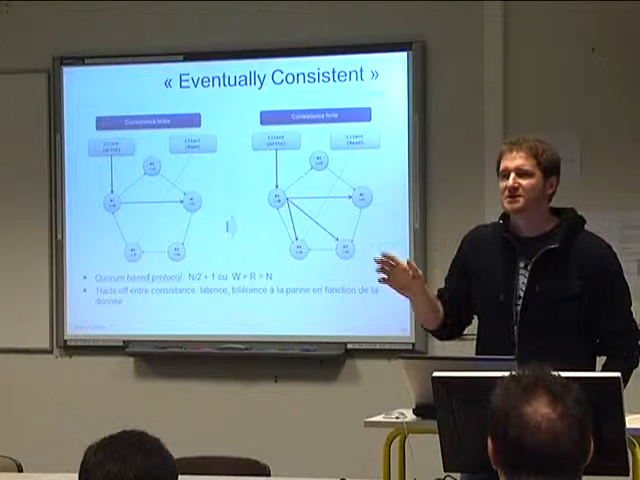 « Eventually Consistent »
Consistance faible
Consistance forte
Client
(Write)
Client
(Read)
Client
(Write)
Client
(Read)
Quorum based protocol: N/2 + 1 ou W + R > N
Trade off entre consistance, latence, tolérance à la panne en fonction de la
donnée